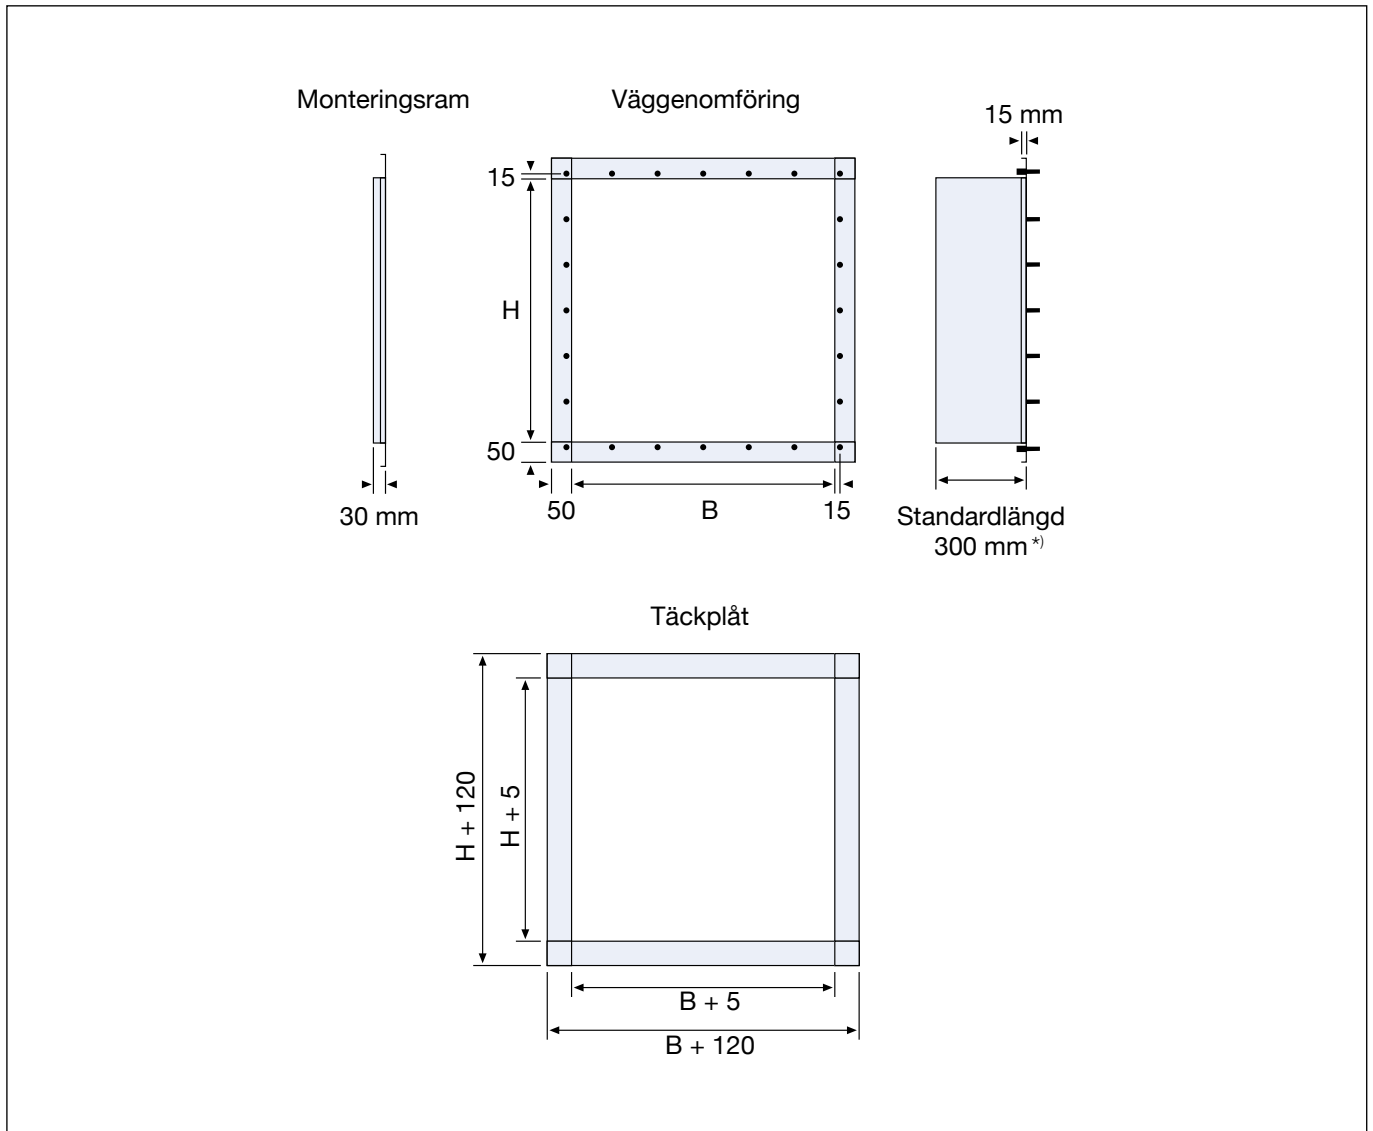 Monteringsram
Väggenomföring
15 mm
15
H
50
30 mm
50
B
15
Standardlängd
300 mm *)
Täckplåt
H + 120
H + 5
B + 5
B + 120